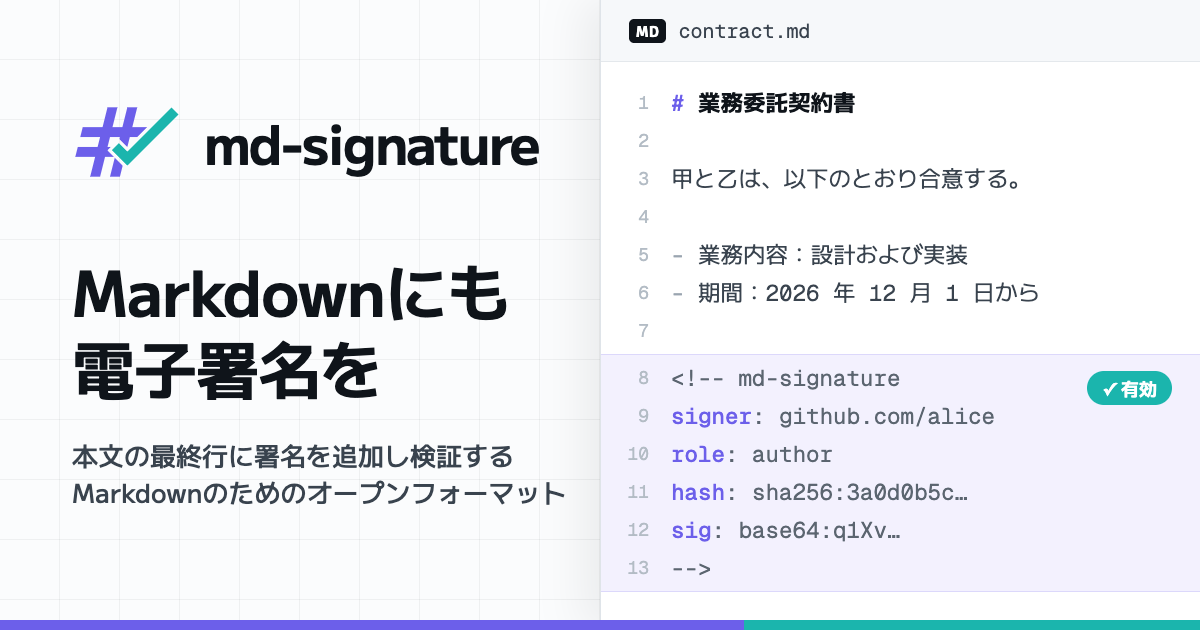 md-signature
Markdownにも
電子署名を
本文の最終行に署名を追加し検証する
Markdownのためのオープンフォーマット
MD contract.md
1 # 業務委託契約書
2
3 甲と乙は、以下のとおり合意する。
4
5 - 業務内容：設計および実装
6 - 期間：2026 年 12 月 1 日から
7
8 <!-- md-signature
✓有効
9 signer: github.com/alice
10 role: author
11 hash: sha256:3a0d0b5c…
12 sig: base64:q1Xv…
13 -->